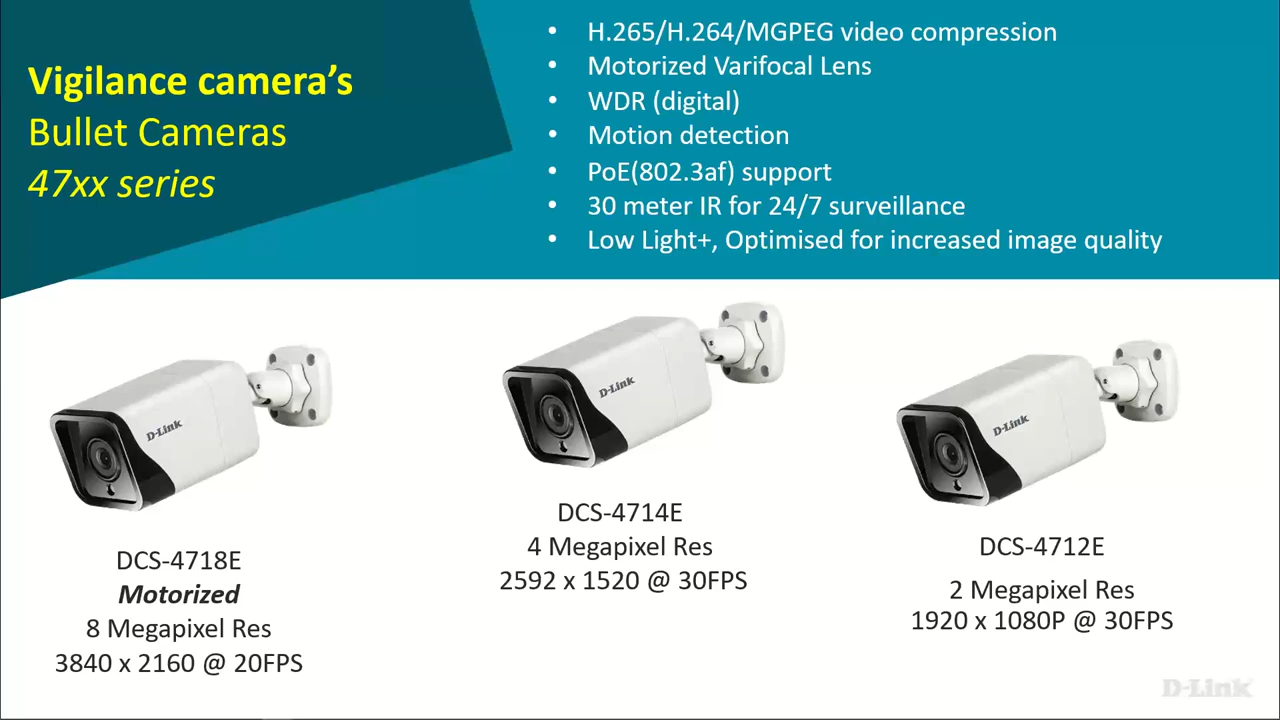 Vigilance camera’s
Bullet Cameras
47xx series
• H.265/H.264/MGPEG video compression
• Motorized Varifocal Lens
• WDR (digital)
• Motion detection
• PoE(802.3af) support
• 30 meter IR for 24/7 surveillance
• Low Light+, Optimised for increased image quality
D-Link
DCS-4718E
Motorized
8 Megapixel Res
3840 x 2160 @ 20FPS
D-Link
DCS-4714E
4 Megapixel Res
2592 x 1520 @ 30FPS
D-Link
DCS-4712E
2 Megapixel Res
1920 x 1080P @ 30FPS
D-Link